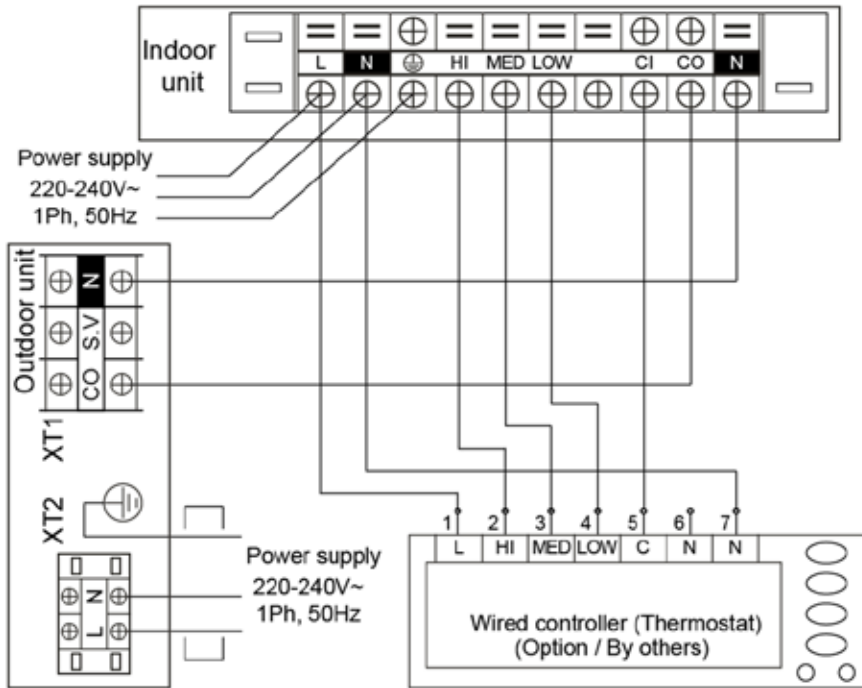 Indoor
unit
L N HI MED LOW CI CO N
Power supply
220-240V~
1Ph, 50Hz
Outdoor unit
N
S.V
CO
XT1
XT2
N
L
Power supply
220-240V~
1Ph, 50Hz
1 2 3 4 5 6 7
L HI MED LOW C N N
Wired controller (Thermostat)
(Option / By others)